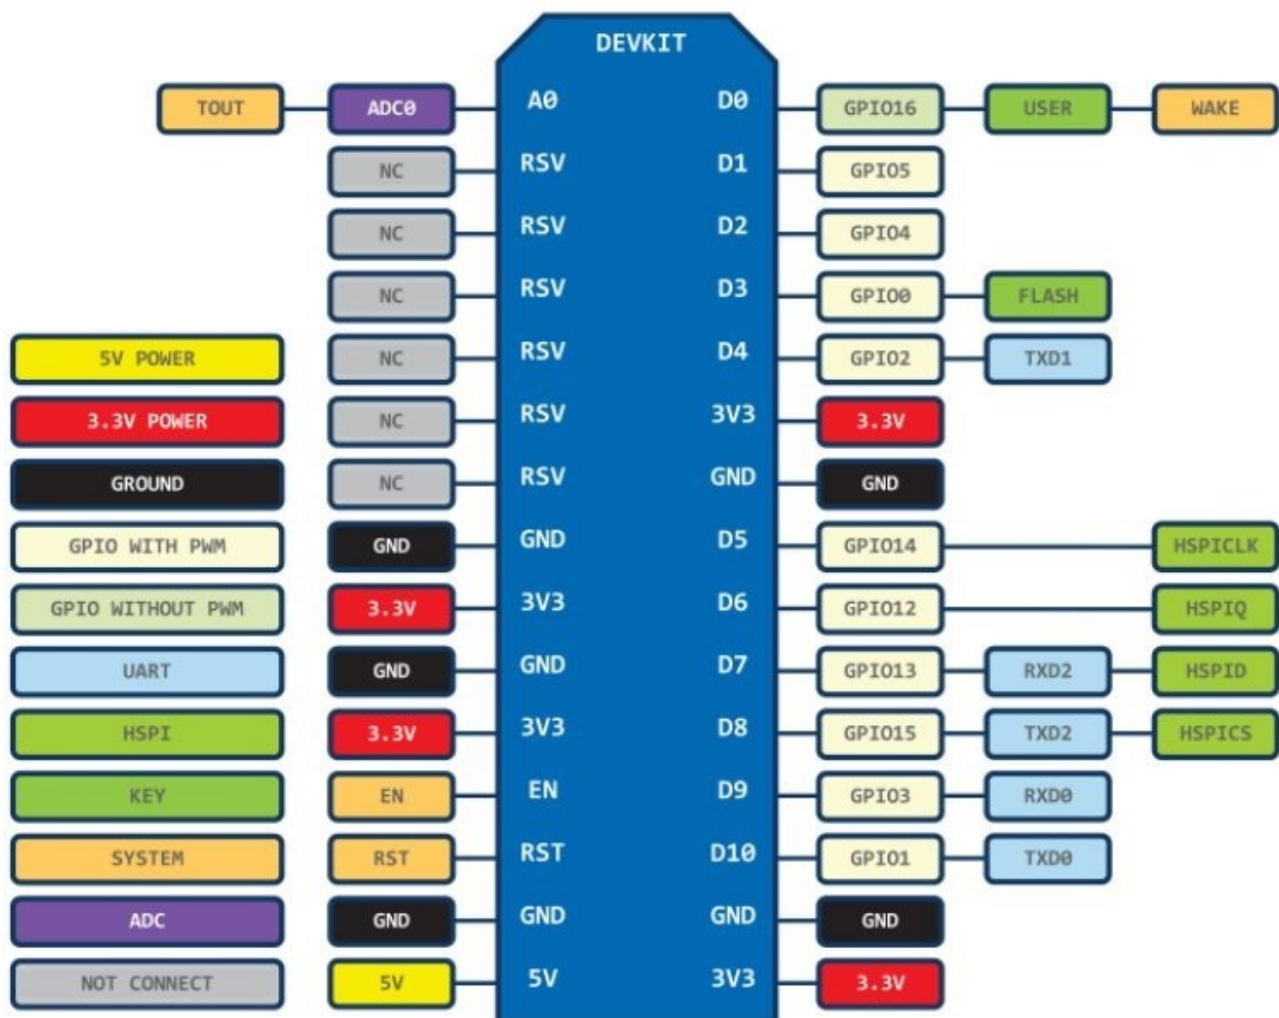 DEVKIT
TOUT ADC0 A0 D0 GPIO16 USER WAKE
NC RSV D1 GPIO5
NC RSV D2 GPIO4
NC RSV D3 GPIO0 FLASH
5V POWER NC RSV D4 GPIO2 TXD1
3.3V POWER NC RSV 3V3 3.3V
GROUND NC RSV GND GND
GPIO WITH PWM GND GND D5 GPIO14 HSPICLK
GPIO WITHOUT PWM 3.3V 3V3 D6 GPIO12 HSPIQ
UART GND GND D7 GPIO13 RXD2 HSPID
HSPI 3.3V 3V3 D8 GPIO15 TXD2 HSPICS
KEY EN EN D9 GPIO3 RXD0
SYSTEM RST RST D10 GPIO1 TXD0
ADC GND GND GND GND
NOT CONNECT 5V 5V 3V3 3.3V